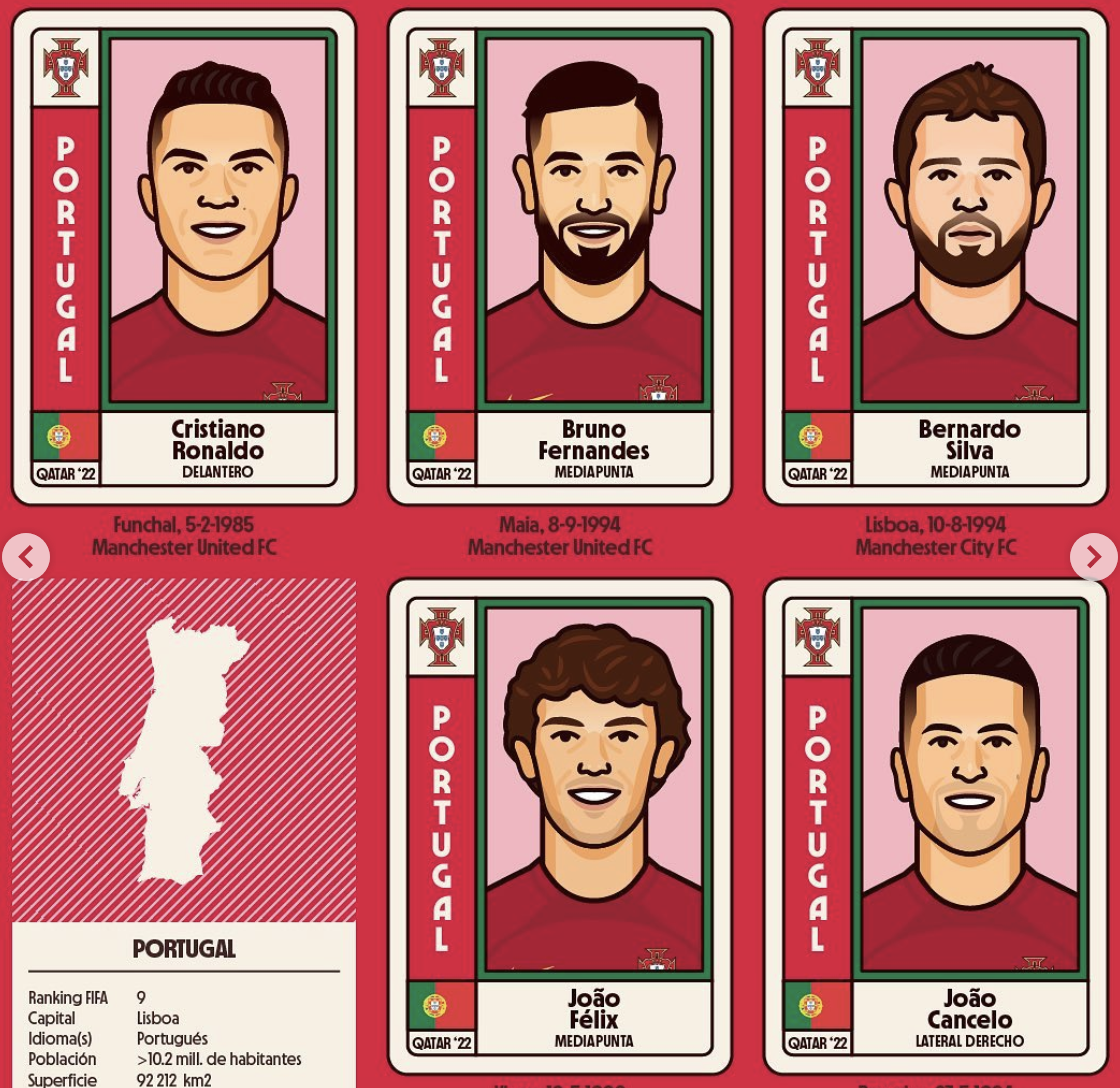 PORTUGAL
Cristiano
Ronaldo
DELANTERO
QATAR ‘22
Funchal, 5-2-1985
Manchester United FC
PORTUGAL
Bruno
Fernandes
MEDIAPUNTA
QATAR ‘22
Maia, 8-9-1994
Manchester United FC
PORTUGAL
Bernardo
Silva
MEDIAPUNTA
QATAR ‘22
Lisboa, 10-8-1994
Manchester City FC
PORTUGAL
Ranking FIFA 9
Capital Lisboa
Idioma(s) Portugués
Población >10.2 mill. de habitantes
Superficie 92 212 km2
PORTUGAL
João
Félix
MEDIAPUNTA
QATAR ‘22
PORTUGAL
João
Cancelo
LATERAL DERECHO
QATAR ‘22